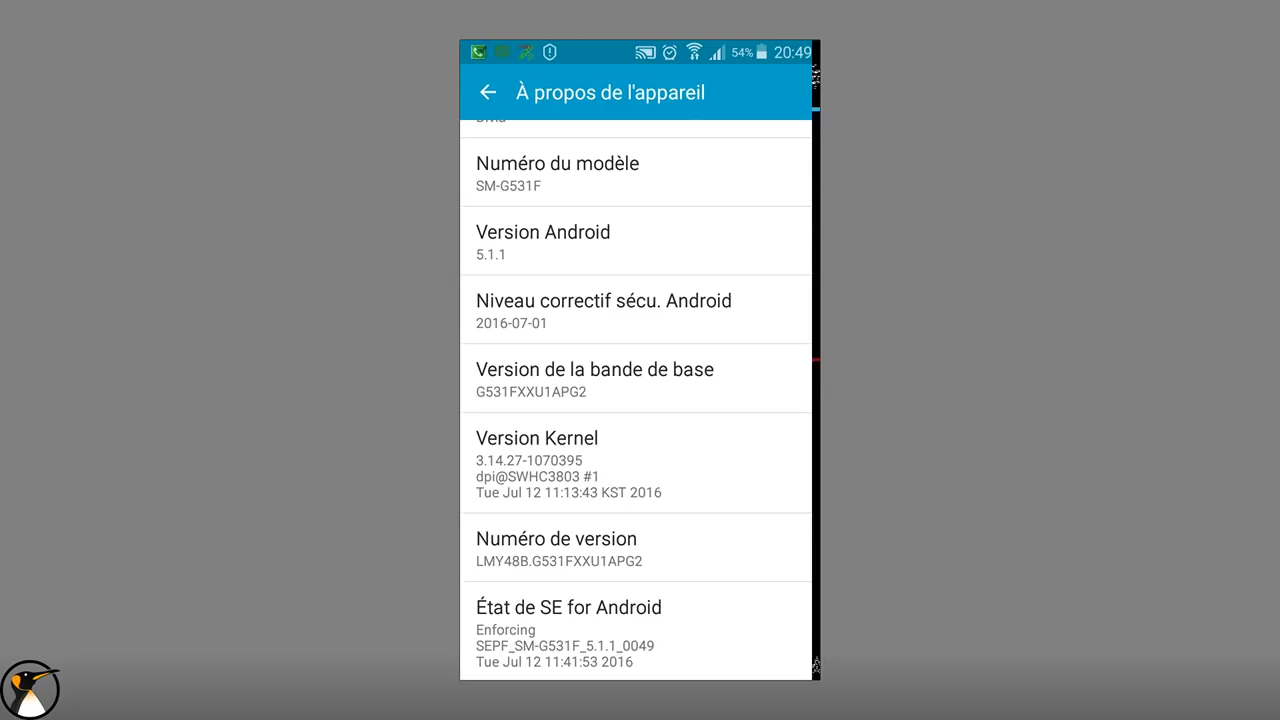 54% 20:49
À propos de l'appareil
Numéro du modèle
SM-G531F
Version Android
5.1.1
Niveau correctif sécu. Android
2016-07-01
Version de la bande de base
G531FXXU1APG2
Version Kernel
3.14.27-1070395
dpi@SWHC3803 #1
Tue Jul 12 11:13:43 KST 2016
Numéro de version
LMY48B.G531FXXU1APG2
État de SE for Android
Enforcing
SEPF_SM-G531F_5.1.1_0049
Tue Jul 12 11:41:53 2016